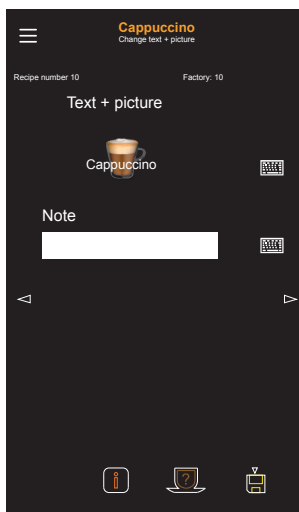 Cappuccino
Change text + picture
Recipe number 10 Factory: 10
Text + picture
Cappuccino
Note
i
?